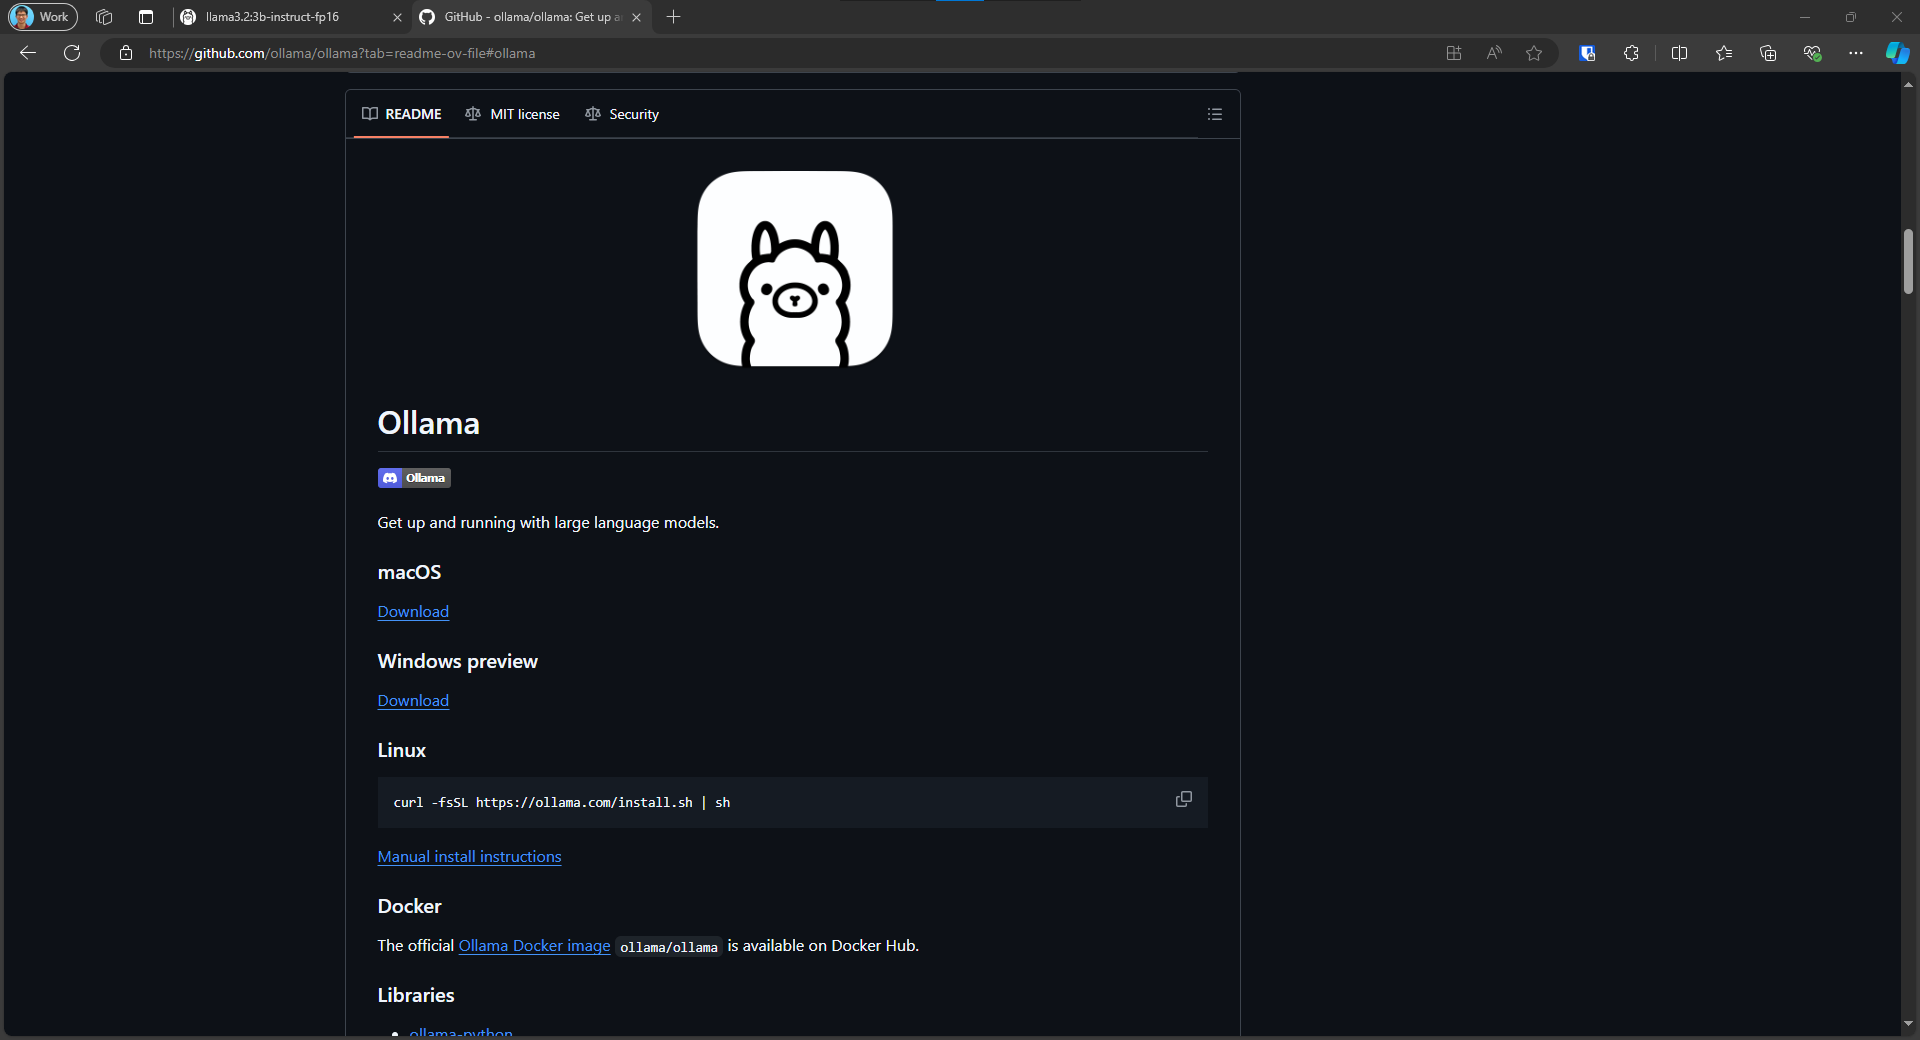 Work
llama3.2:3b-instruct-fp16
GitHub - ollama/ollama: Get up a
https://github.com/ollama/ollama?tab=readme-ov-file#ollama
README
MIT license
Security
Ollama
Ollama
Get up and running with large language models.
macOS
Download
Windows preview
Download
Linux
curl -fsSL https://ollama.com/install.sh | sh
Manual install instructions
Docker
The official Ollama Docker image ollama/ollama is available on Docker Hub.
Libraries
ollama-python